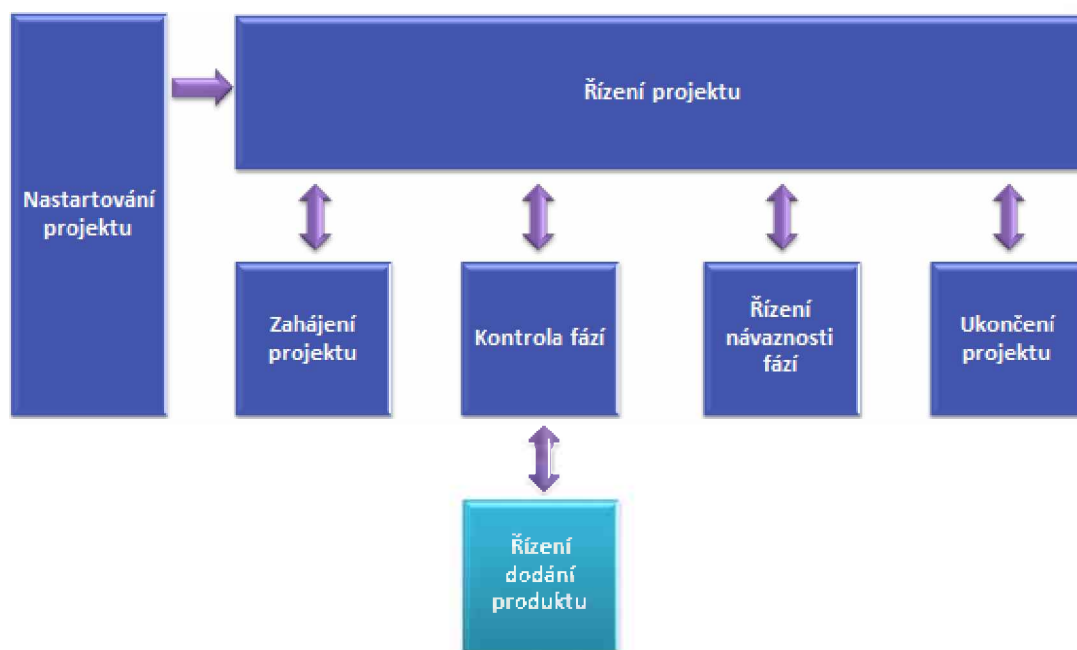 Řízení projektu
Nastartování
projektu
Zahájení
projektu
Kontrola fází
Řízení
návaznosti
fází
Ukončení
projektu
Řízení
dodání
produktu